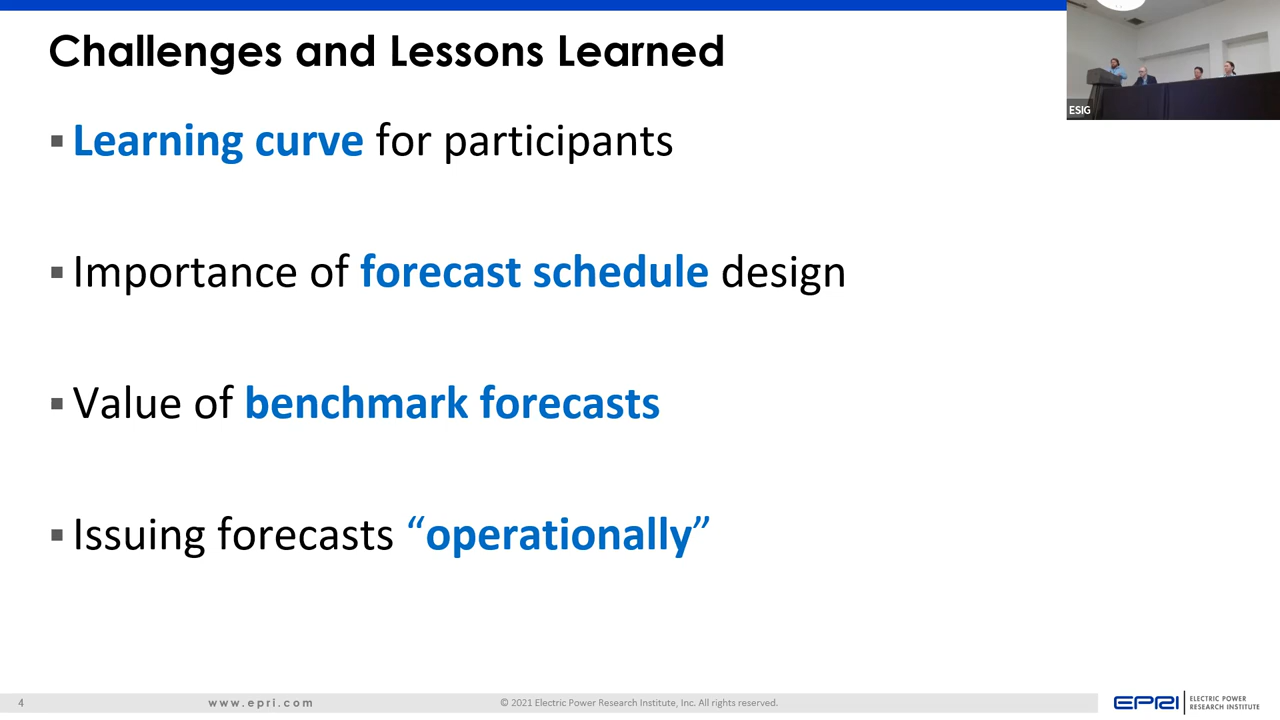 Challenges and Lessons Learned
ESIG
▪ Learning curve for participants
▪ Importance of forecast schedule design
▪ Value of benchmark forecasts
▪ Issuing forecasts “operationally”
4
www.epri.com
© 2021 Electric Power Research Institute, Inc. All rights reserved.
EPRI
ELECTRIC POWER
RESEARCH INSTITUTE